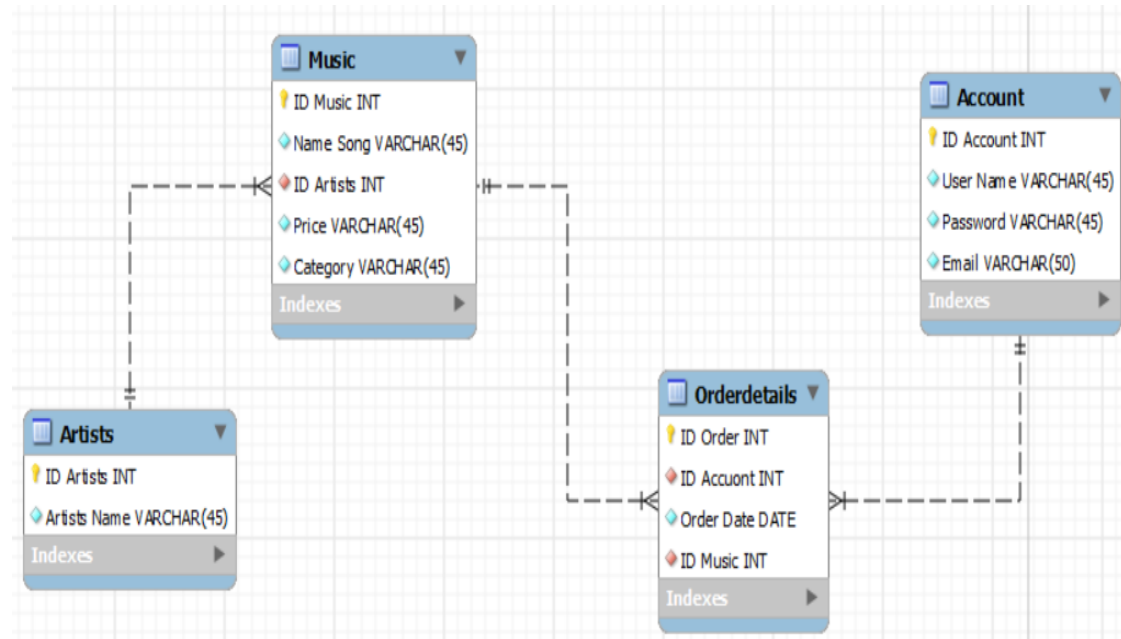 Music
ID Music INT
Name Song VARCHAR(45)
ID Artists INT
Price VARCHAR(45)
Category VARCHAR(45)
Indexes
Account
ID Account INT
User Name VARCHAR(45)
Password VARCHAR(45)
Email VARCHAR(50)
Indexes
Artists
ID Artists INT
Artists Name VARCHAR(45)
Indexes
Orderdetails
ID Order INT
ID Accuont INT
Order Date DATE
ID Music INT
Indexes